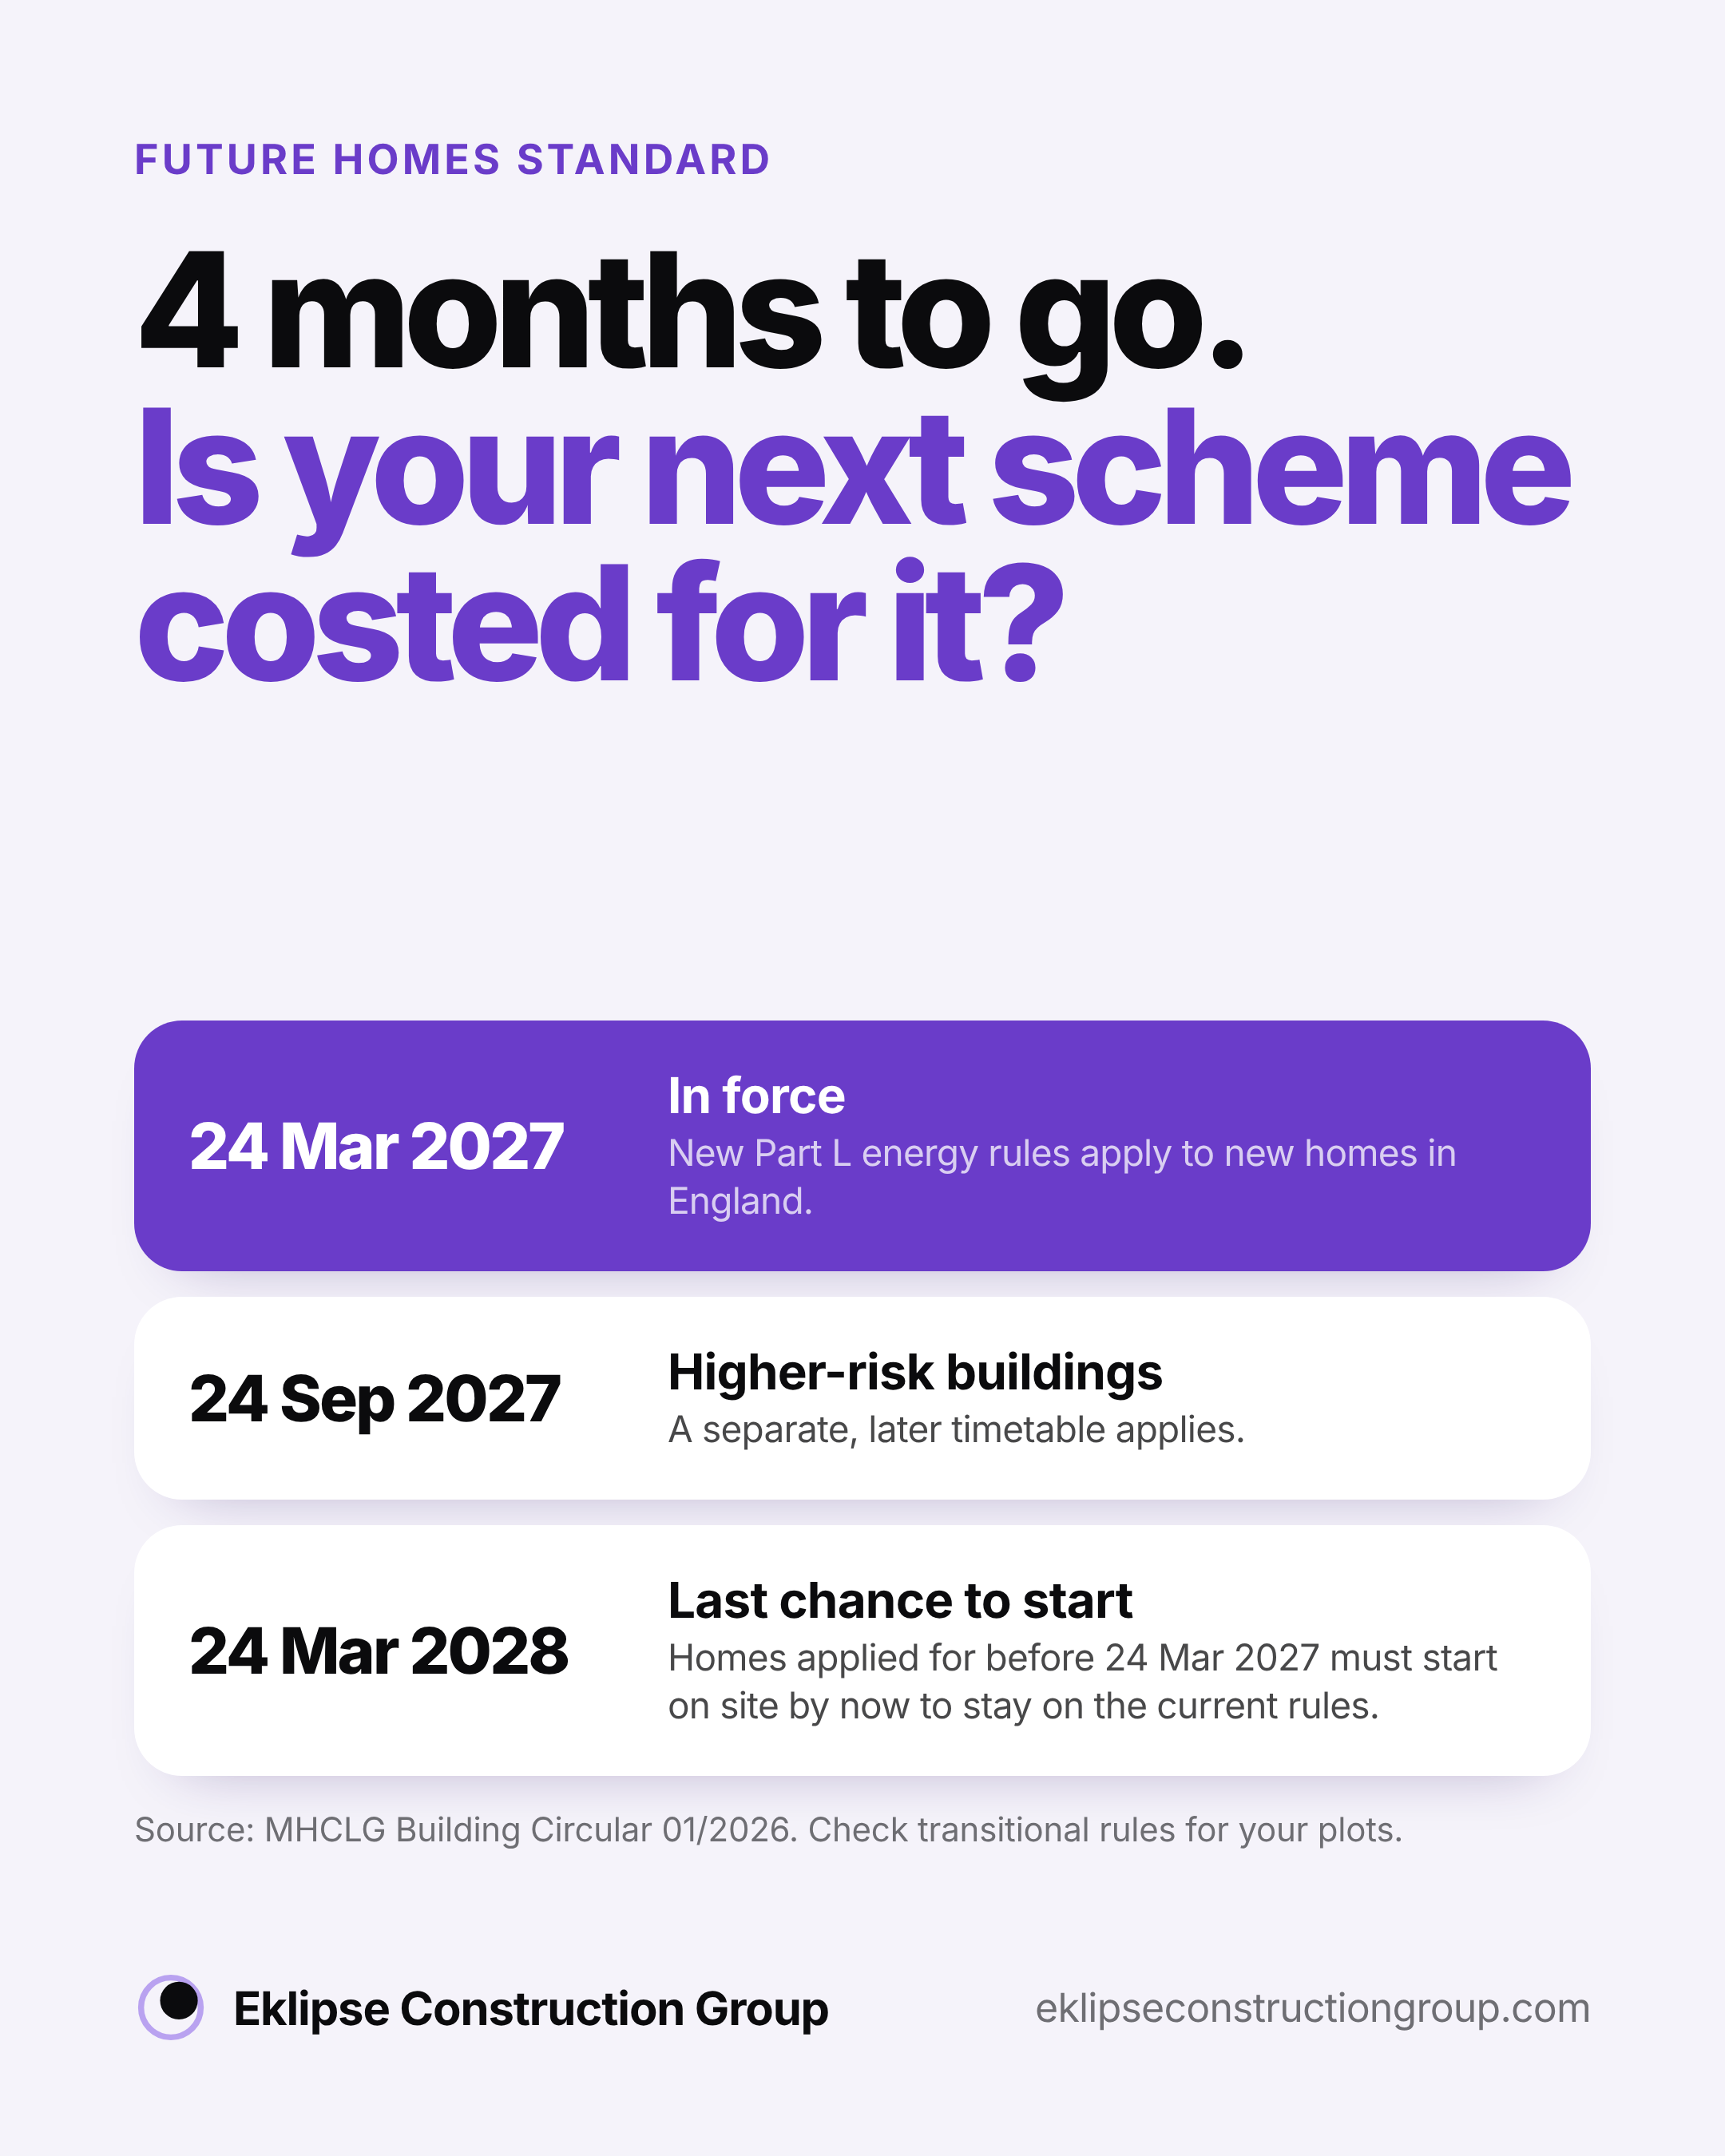 FUTURE HOMES STANDARD
4 months to go.
Is your next scheme
costed for it?
24 Mar 2027
In force
New Part L energy rules apply to new homes in
England.
24 Sep 2027
Higher-risk buildings
A separate, later timetable applies.
24 Mar 2028
Last chance to start
Homes applied for before 24 Mar 2027 must start
on site by now to stay on the current rules.
Source: MHCLG Building Circular 01/2026. Check transitional rules for your plots.
Eklipse Construction Group
eklipseconstructiongroup.com